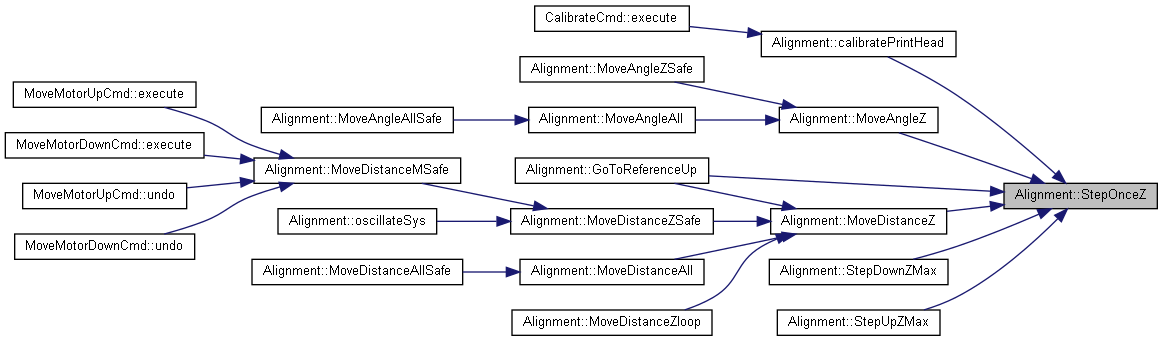 CalibrateCmd::execute
Alignment::calibratePrintHead
Alignment::MoveAngleZSafe
MoveMotorUpCmd::execute
Alignment::MoveAngleAllSafe
Alignment::MoveAngleAll
Alignment::MoveAngleZ
MoveMotorDownCmd::execute
Alignment::MoveDistanceMSafe
Alignment::GoToReferenceUp
MoveMotorUpCmd::undo
Alignment::StepOnceZ
Alignment::oscillateSys
Alignment::MoveDistanceZSafe
Alignment::MoveDistanceZ
MoveMotorDownCmd::undo
Alignment::MoveDistanceAllSafe
Alignment::MoveDistanceAll
Alignment::StepDownZMax
Alignment::MoveDistanceZloop
Alignment::StepUpZMax